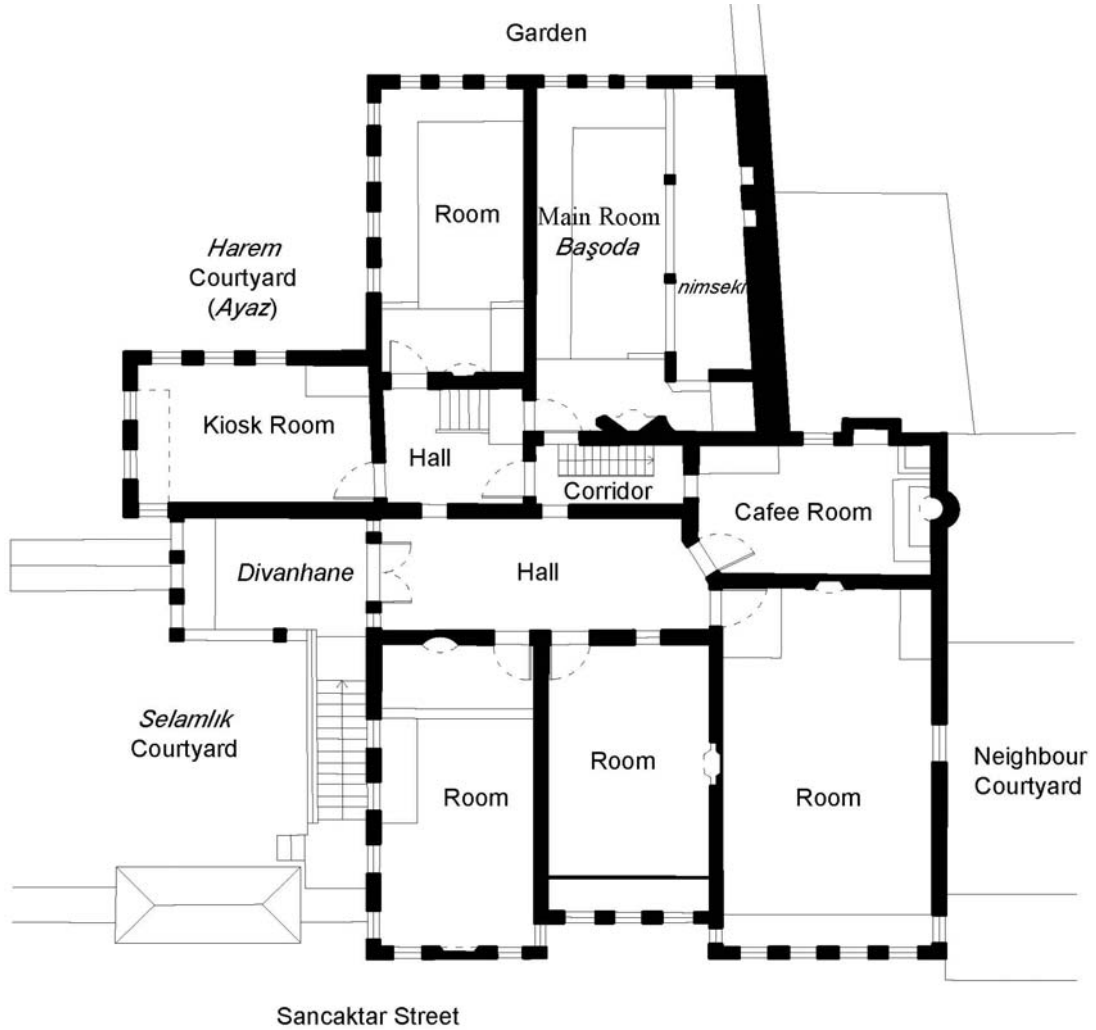 Garden
Room
Main Room
Başoda
nimseki
Harem
Courtyard
(Ayaz)
Kiosk Room
Hall
Corridor
Cafee Room
Divanhane
Hall
Selamlık
Courtyard
Room
Room
Room
Neighbour
Courtyard
Sancaktar Street